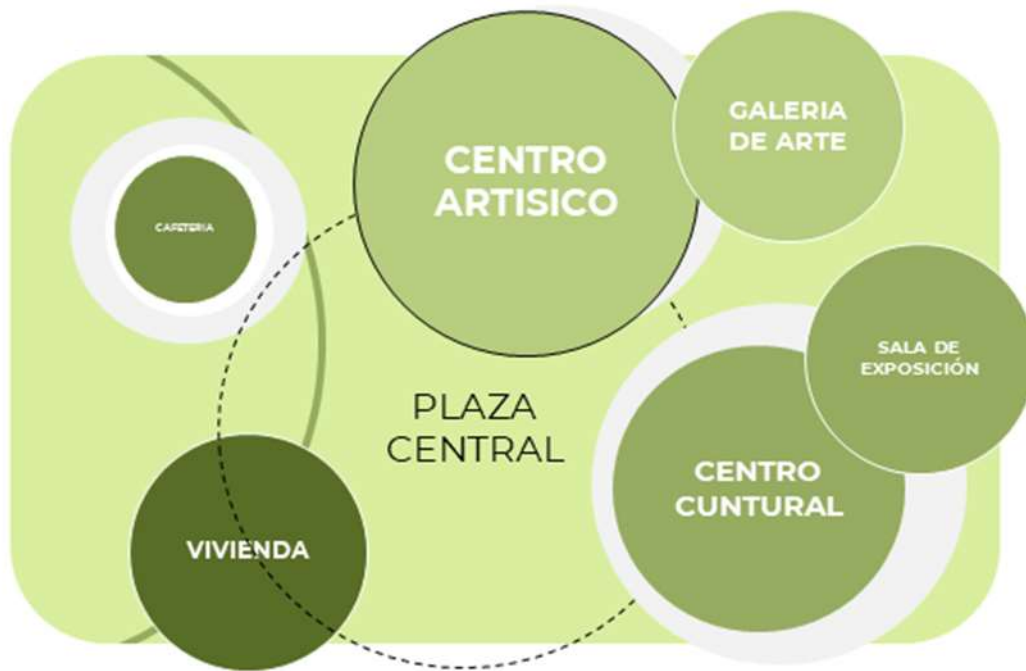 GALERIA
DE ARTE
CENTRO
ARTISICO
CAFETERIA
SALA DE
EXPOSICIÓN
PLAZA
CENTRAL
CENTRO
CUNTURAL
VIVIENDA